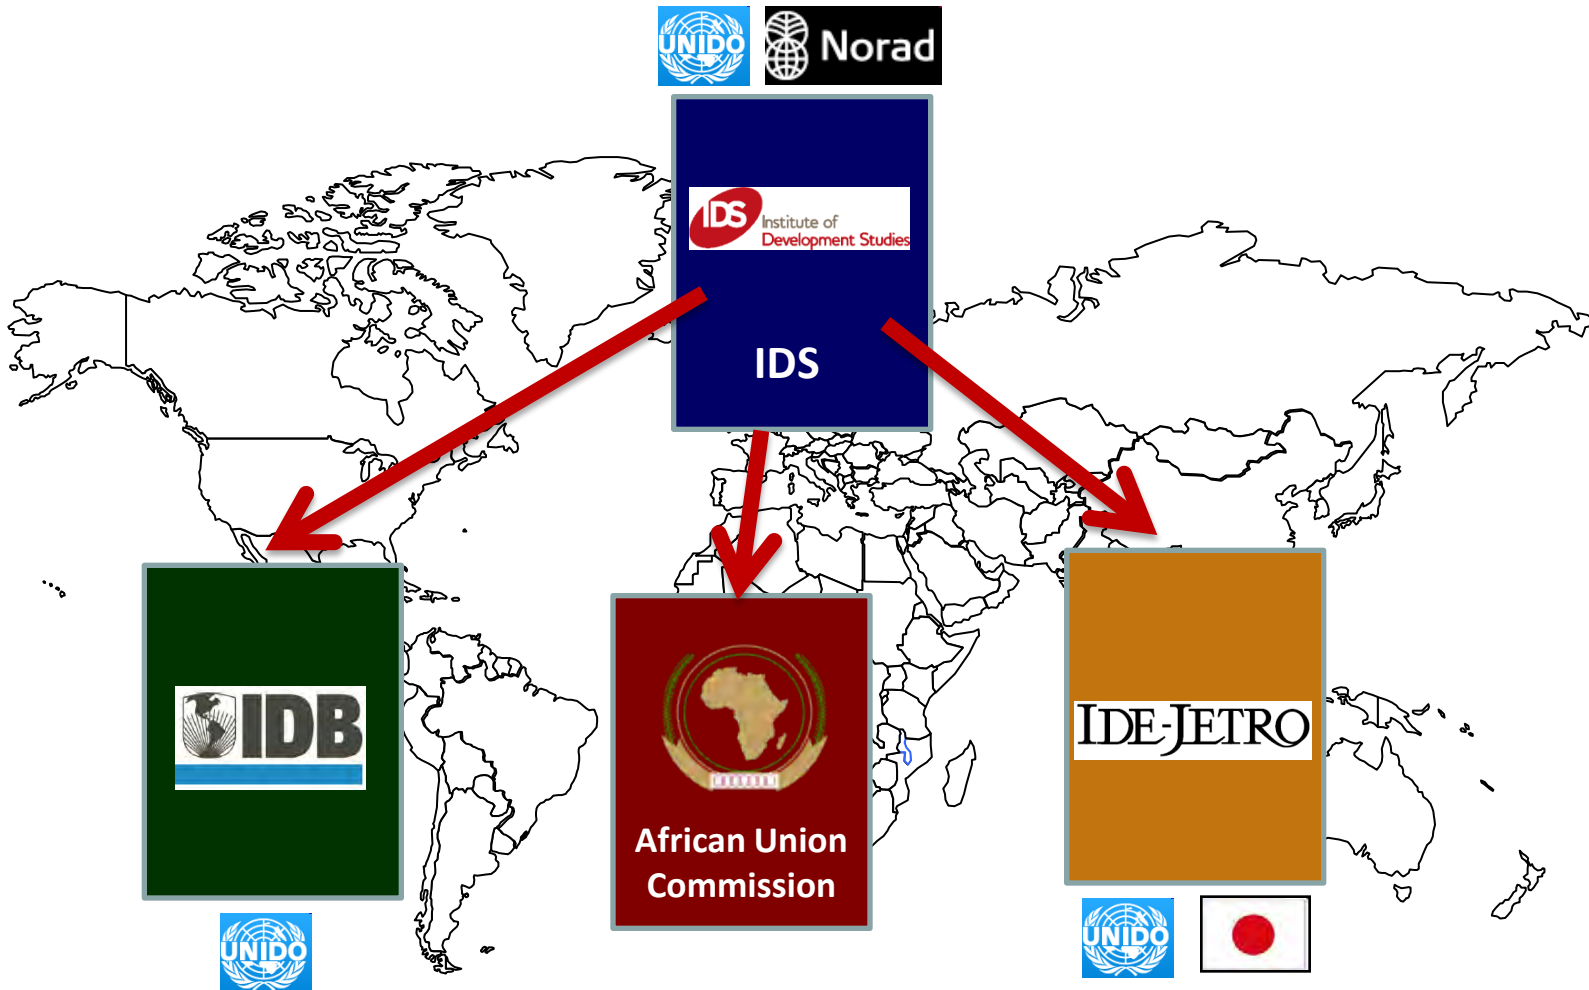 UNIDO
Norad
IDS
Institute of
Development Studies
IDS
IDB
African Union
Commission
IDE-JETRO
UNIDO
UNIDO